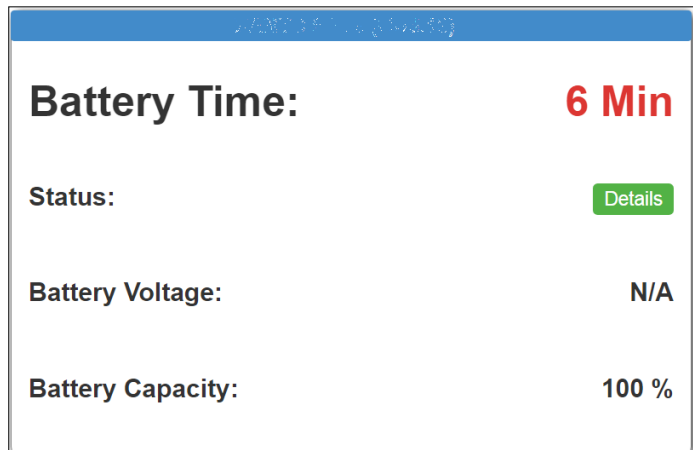 Battery Time: 6 Min
Status: Details
Battery Voltage: N/A
Battery Capacity: 100 %